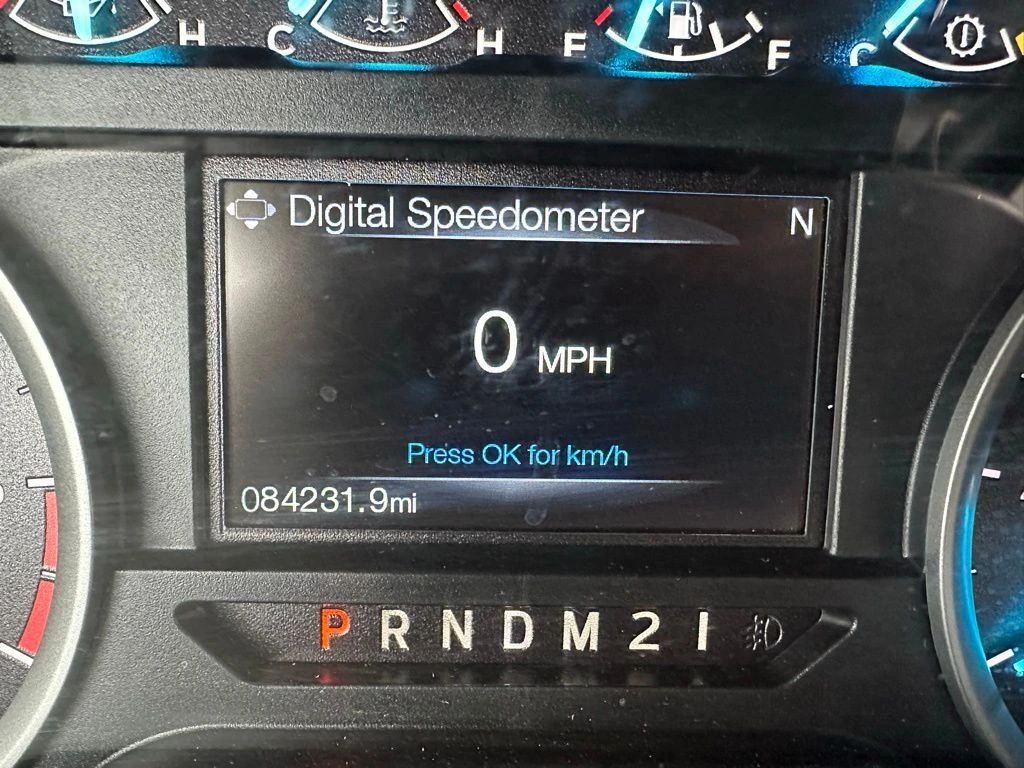 H C H E F C
Digital Speedometer N
0 MPH
Press OK for km/h
084231.9mi
P R N D M 2 1